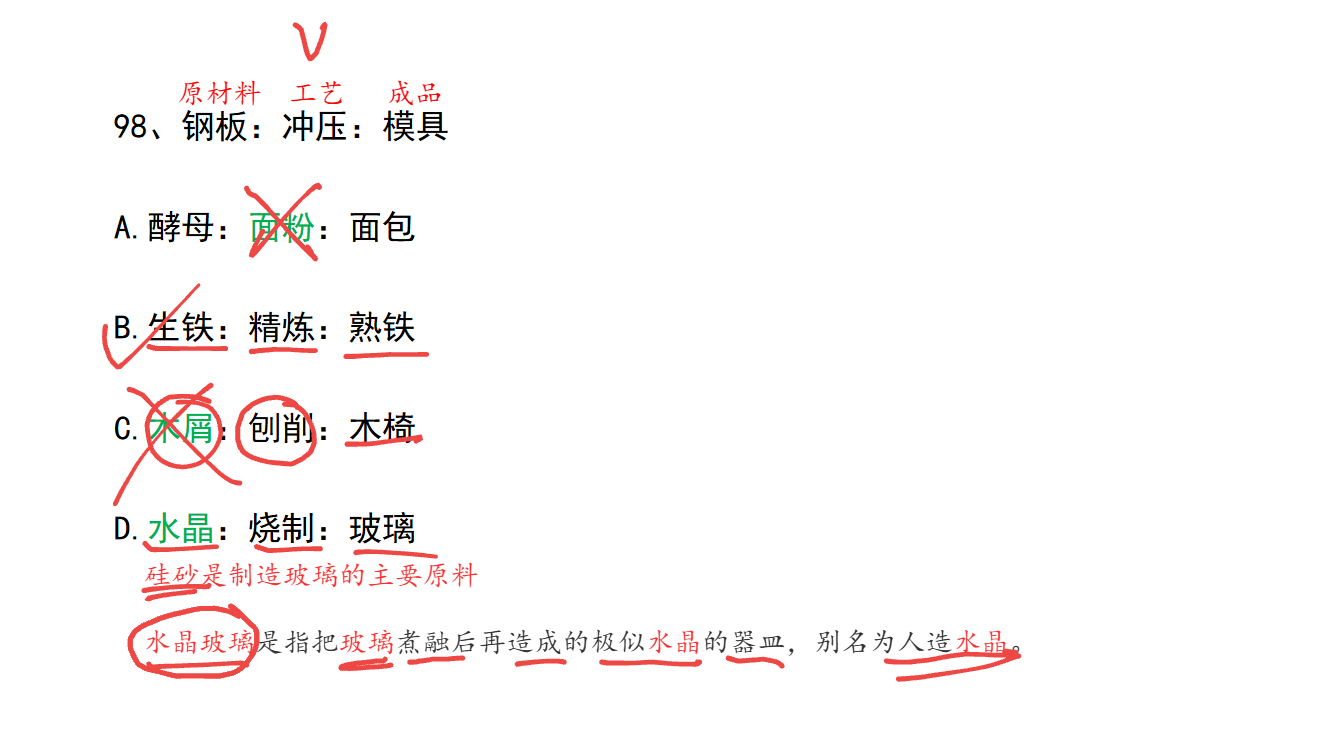 原材料 工艺 成品
98、钢板：冲压：模具
A.酵母：面粉：面包
B.生铁：精炼：熟铁
C.木屑：刨削：木椅
D.水晶：烧制：玻璃
硅砂是制造玻璃的主要原料
水晶玻璃是指把玻璃煮融后再造成的极似水晶的器皿，别名为人造水晶。